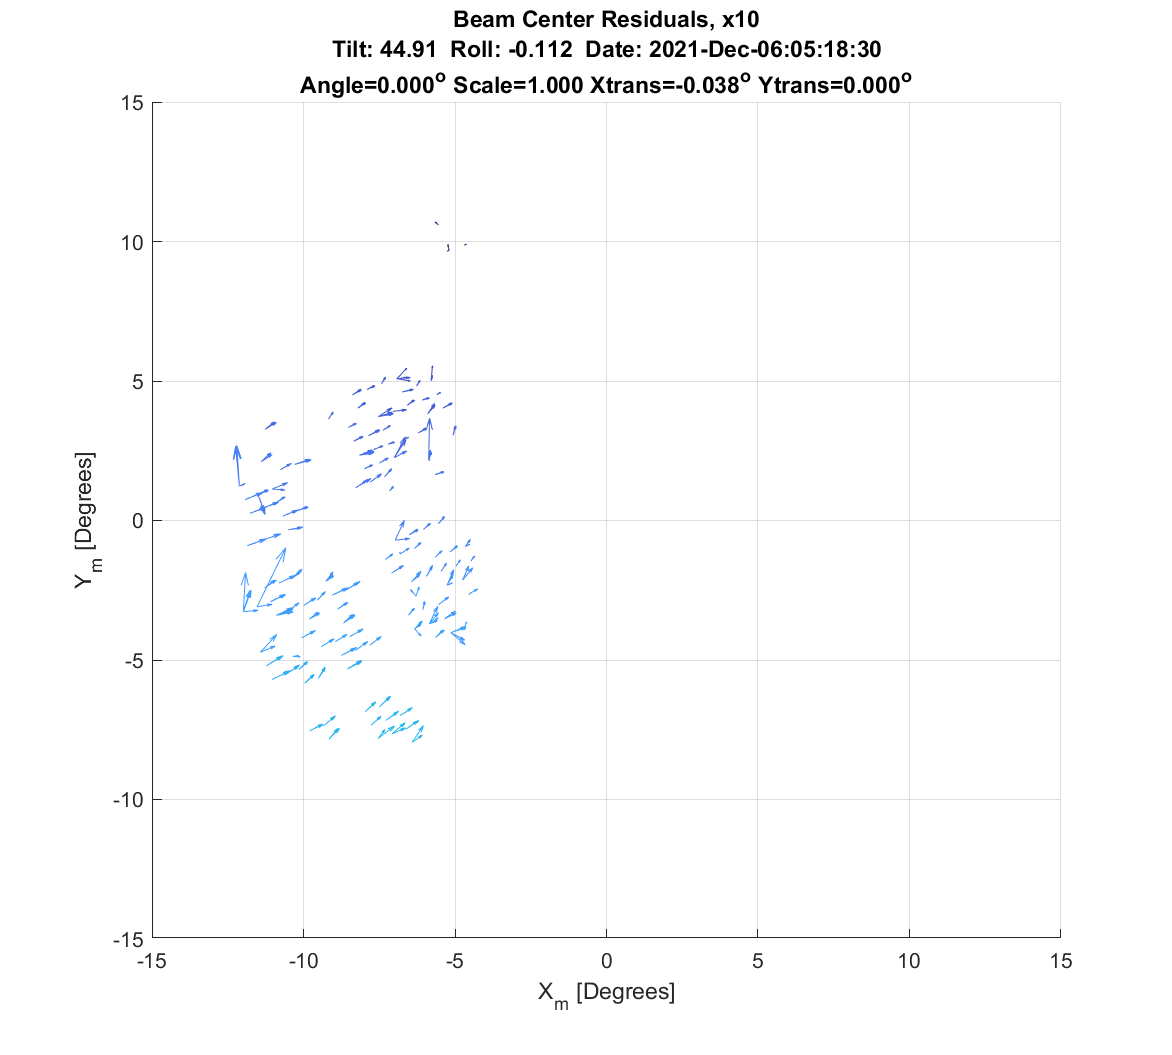 Beam Center Residuals, x10
Tilt: 44.91 Roll: -0.112 Date: 2021-Dec-06:05:18:30
Angle=0.000° Scale=1.000 Xtrans=-0.038° Ytrans=0.000°
15
10
5
0
-5
-10
-15
Y_m [Degrees]
-15 -10 -5 0 5 10 15
X_m [Degrees]